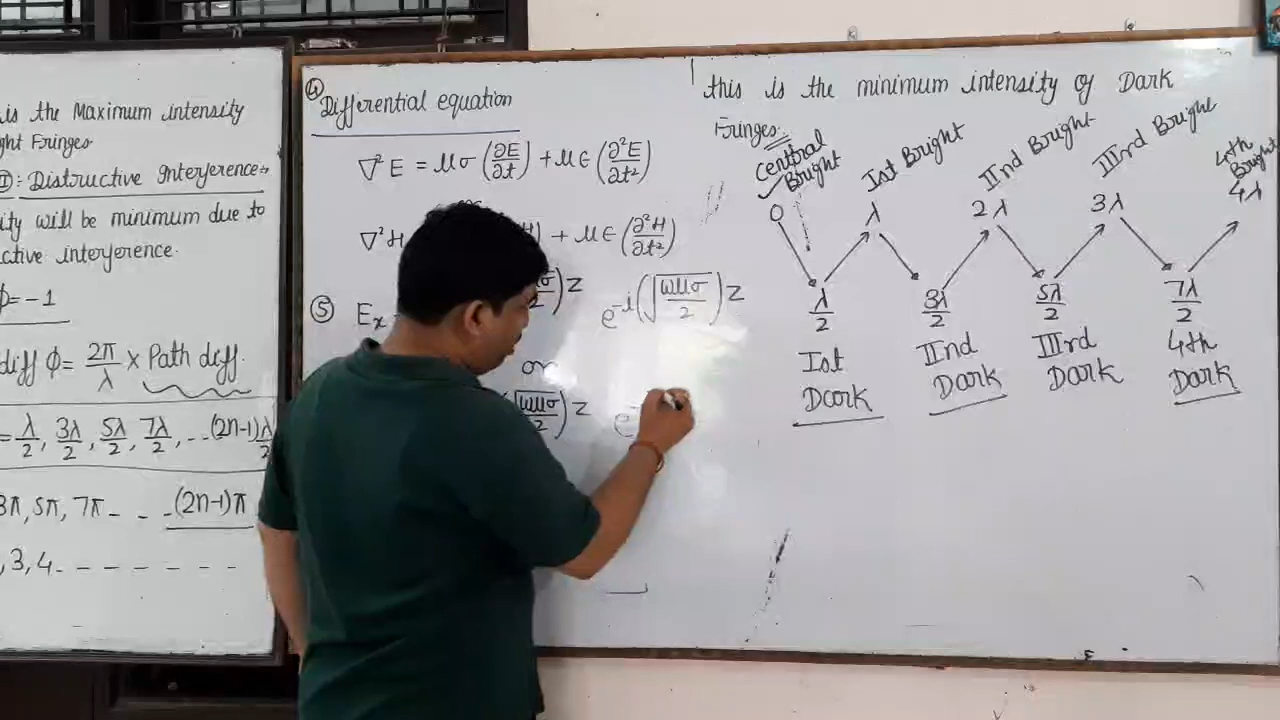 is the Maximum intensity
ght Fringes
II: Distructive Interference
ity will be minimum due to
ctive interference.
ϕ = -1
diff ϕ = 2π/λ × Path diff.
= λ/2, 3λ/2, 5λ/2, 7λ/2, .. (2n-1)λ/2
3π, 5π, 7π - - - (2n-1)π
, 3, 4. - - - - - - -
④
Differential equation
∇²E = μσ (∂E/∂t) + μ∈ (∂²E/∂t²)
∇²H + μ∈ (∂²H/∂t²)
⑤ Ex σ/2) z e^-i(√(ωμσ/2)) z
or
(√(ωμσ/2)) z e^-
this is the minimum intensity of Dark
Fringes
Central Bright
Ist Bright
IInd Bright
IIIrd Bright
4th Bright
0 λ 2λ 3λ 4λ
λ/2 3λ/2 5λ/2 7λ/2
Ist Dcork
IInd Dark
IIIrd Dark
4th Dark